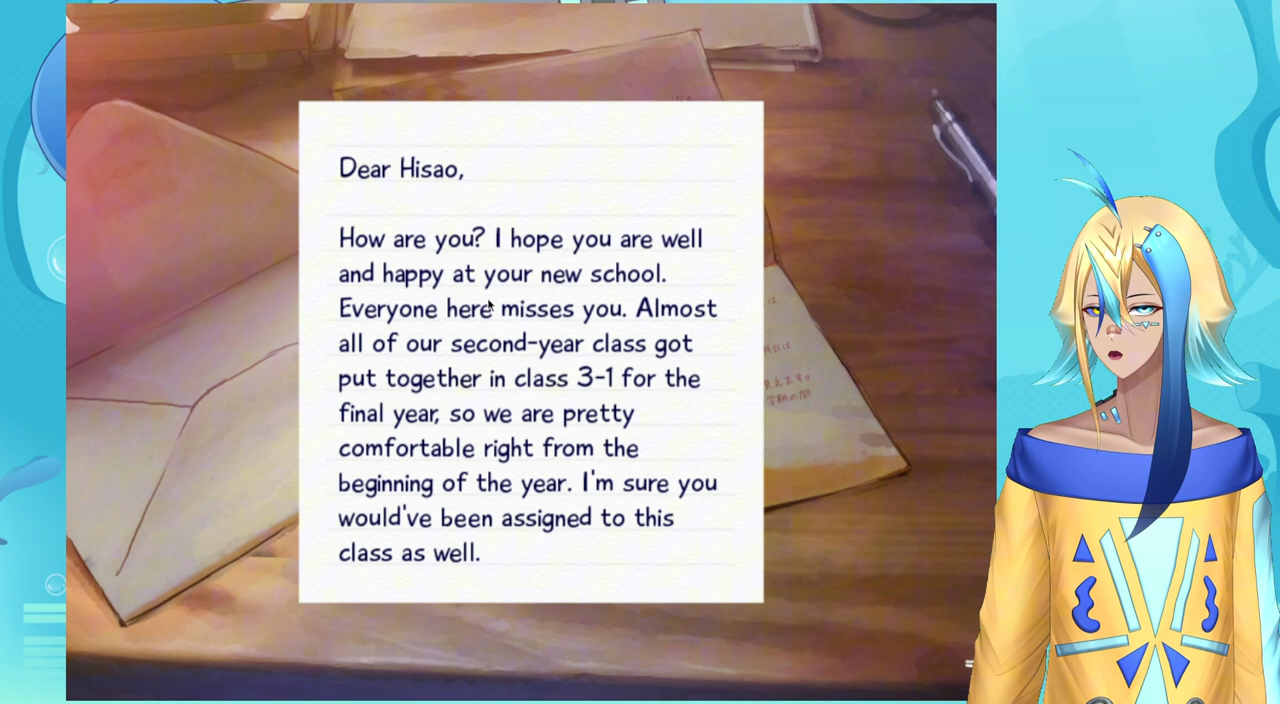 Dear Hisao,
How are you? I hope you are well
and happy at your new school.
Everyone here misses you. Almost
all of our second-year class got
put together in class 3-1 for the
final year, so we are pretty
comfortable right from the
beginning of the year. I'm sure you
would've been assigned to this
class as well.